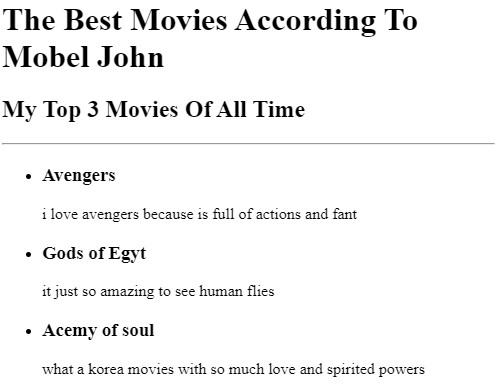 The Best Movies According To
Mobel John
My Top 3 Movies Of All Time
Avengers
i love avengers because is full of actions and fant
Gods of Egyt
it just so amazing to see human flies
Acemy of soul
what a korea movies with so much love and spirited powers